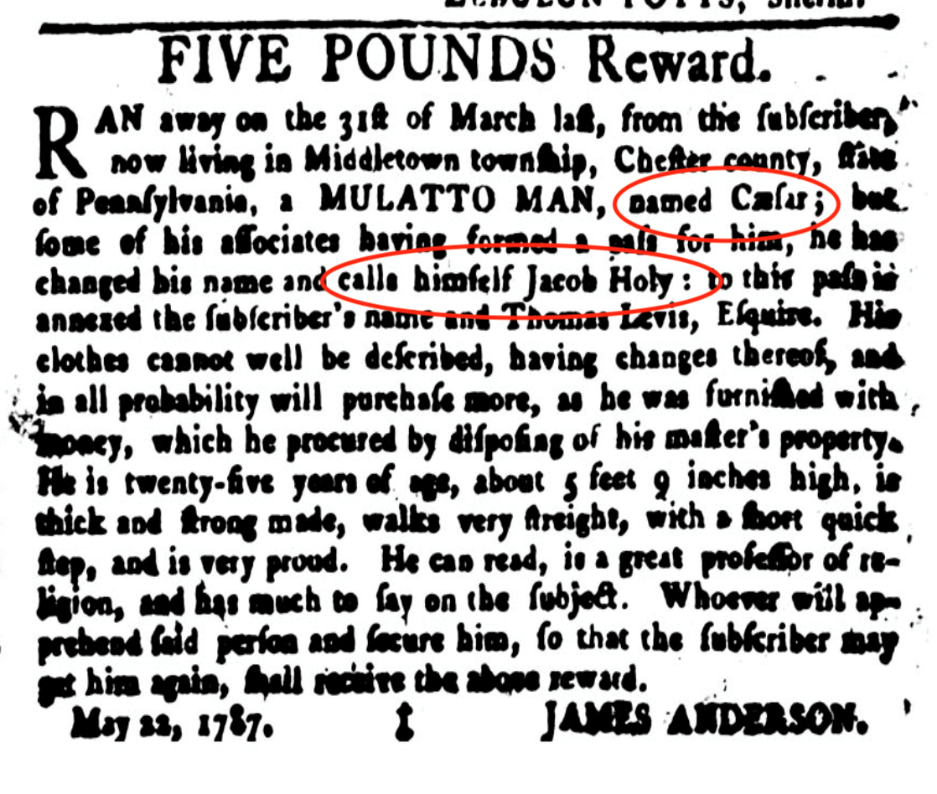 FIVE POUNDS Reward.
RAN away on the 31ſt of March laſt, from the ſubſcriber,
now living in Middletown townſhip, Cheſter county, ſtate
of Pennſylvania, a MULATTO MAN, named Cæſar; but
ſome of his aſſociates having formed a paſs for him, he has
changed his name and calls himſelf Jacob Holy: to this paſs is
annexed the ſubſcriber's name and Thomas Levis, Eſquire. His
clothes cannot well be deſcribed, having changes thereof, and
in all probability will purchaſe more, as he was furniſhed with
money, which he procured by diſpoſing of his maſter's property.
He is twenty-five years of age, about 5 feet 9 inches high, is
thick and ſtrong made, walks very ſtreight, with a ſhort quick
ſtep, and is very proud. He can read, is a great profeſſor of re-
ligion, and has much to ſay on the ſubject. Whoever will ap-
prehend ſaid perſon and ſecure him, ſo that the ſubſcriber may
get him again, ſhall receive the above reward.
May 22, 1787. ‡ JAMES ANDERSON.